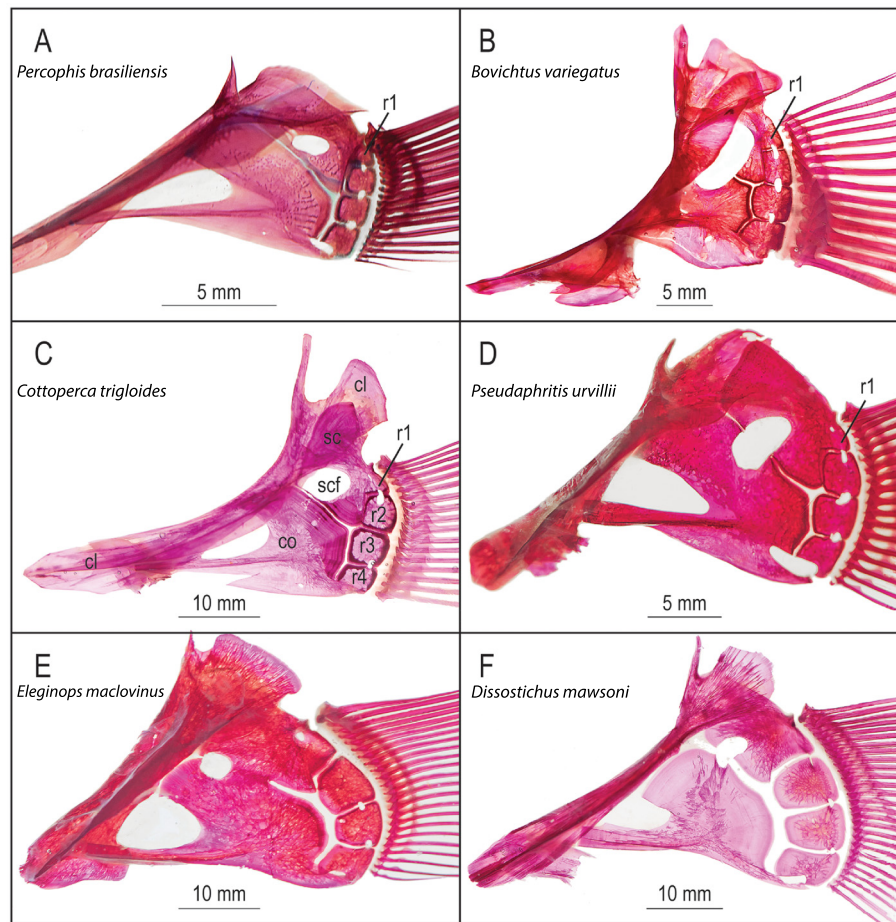 A
Percophis brasiliensis
r1
5 mm
B
Bovichtus variegatus
r1
5 mm
C
Cottoperca trigloides
cl
sc
r1
scf
r2
co
r3
cl
r4
10 mm
D
Pseudaphritis urvillii
r1
5 mm
E
Eleginops maclovinus
10 mm
F
Dissostichus mawsoni
10 mm